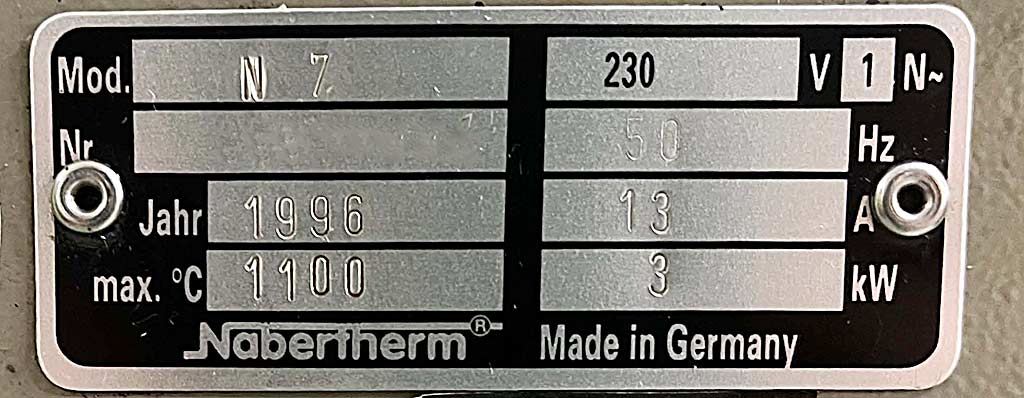 Mod. N 7 230 V 1 N~
Nr 50 Hz
Jahr 1996 13 A
max. °C 1100 3 kW
Nabertherm® Made in Germany